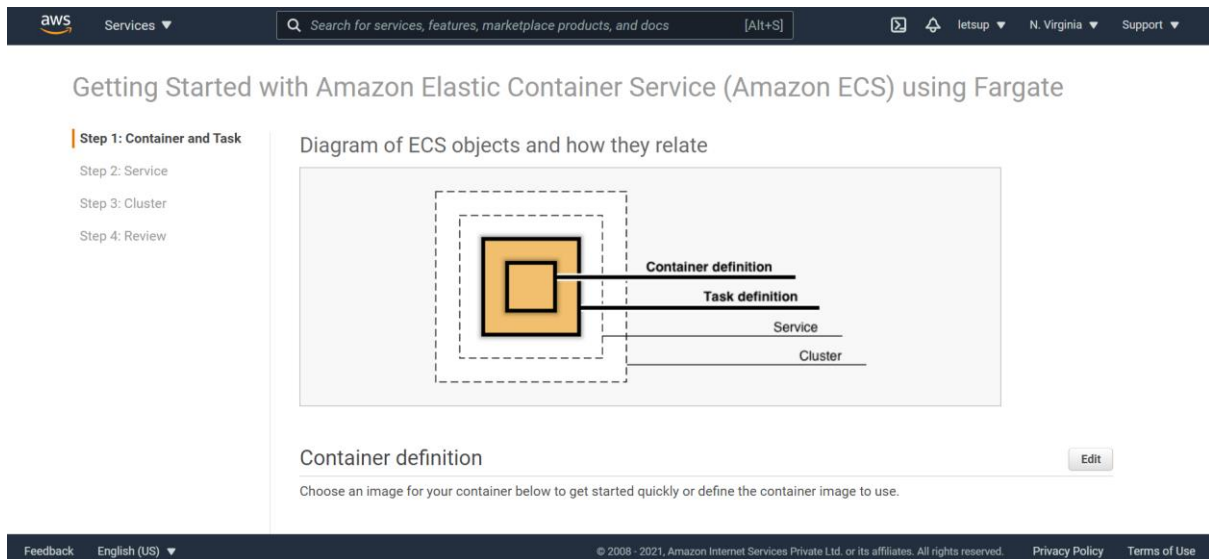 aws
Services ▼
Search for services, features, marketplace products, and docs
[Alt+S]
letsup ▼
N. Virginia ▼
Support ▼
Getting Started with Amazon Elastic Container Service (Amazon ECS) using Fargate
Step 1: Container and Task
Step 2: Service
Step 3: Cluster
Step 4: Review
Diagram of ECS objects and how they relate
Container definition
Task definition
Service
Cluster
Container definition
Edit
Choose an image for your container below to get started quickly or define the container image to use.
Feedback
English (US) ▼
© 2008 - 2021, Amazon Internet Services Private Ltd. or its affiliates. All rights reserved.
Privacy Policy
Terms of Use